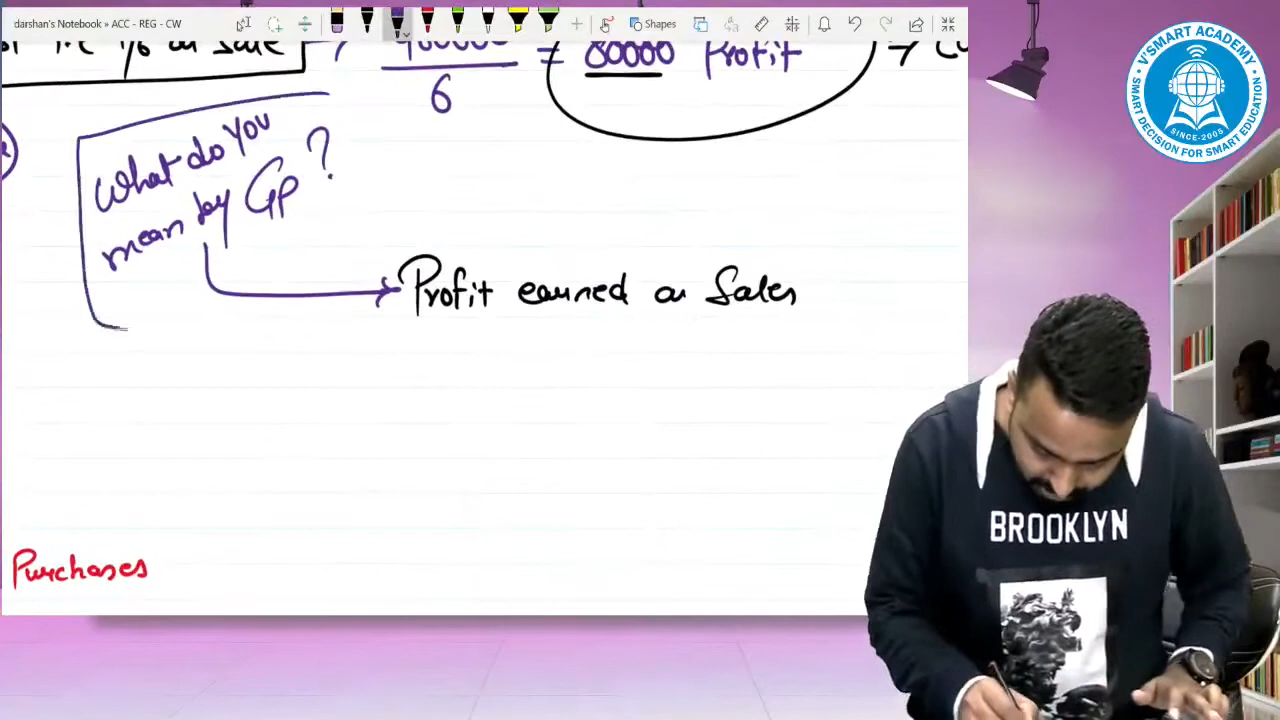 darshan's Notebook » ACC - REG - CW
Shapes
% on sale
= 80000 Profit
6
What do you
mean by GP ?
Profit earned on Sales
Purchases
V'SMART ACADEMY
SINCE-2005
SMART DECISION FOR SMART EDUCATION
BROOKLYN